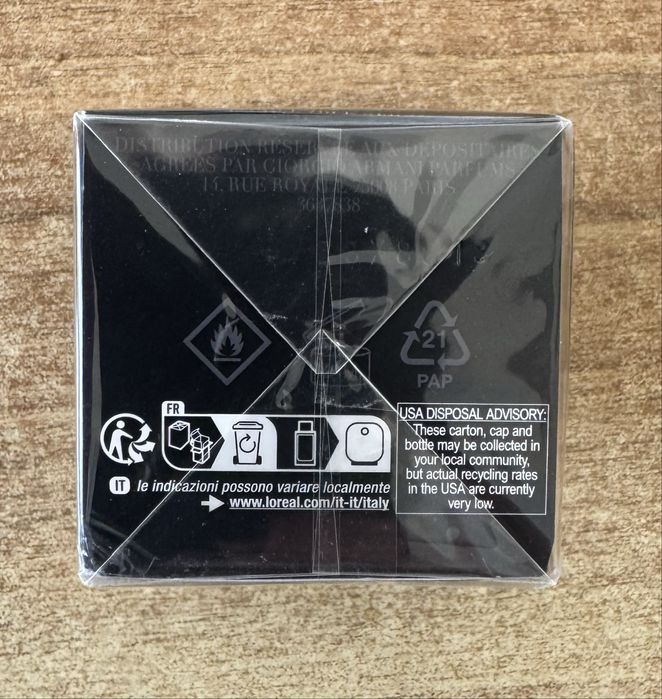 DISTRIBUTION RESERVEE AUX DEPOSITAIRES
AGREES PAR GIORGIO ARMANI PARFUMS
14, RUE ROYALE 75008 PARIS
21
PAP
FR
USA DISPOSAL ADVISORY:
These carton, cap and
bottle may be collected in
your local community,
but actual recycling rates
in the USA are currently
very low.
IT le indicazioni possono variare localmente
www.loreal.com/it-it/italy